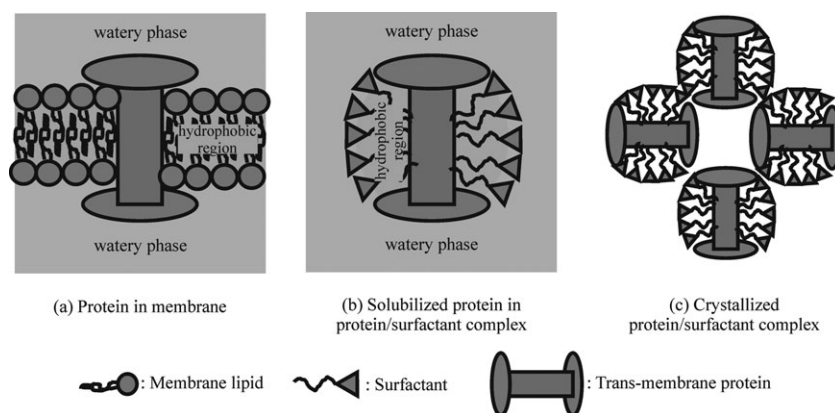 watery phase
hydrophobic
region
watery phase
(a) Protein in membrane
watery phase
hydrophobic
region
watery phase
(b) Solubilized protein in
protein/surfactant complex
(c) Crystallized
protein/surfactant complex
: Membrane lipid
: Surfactant
: Trans-membrane protein